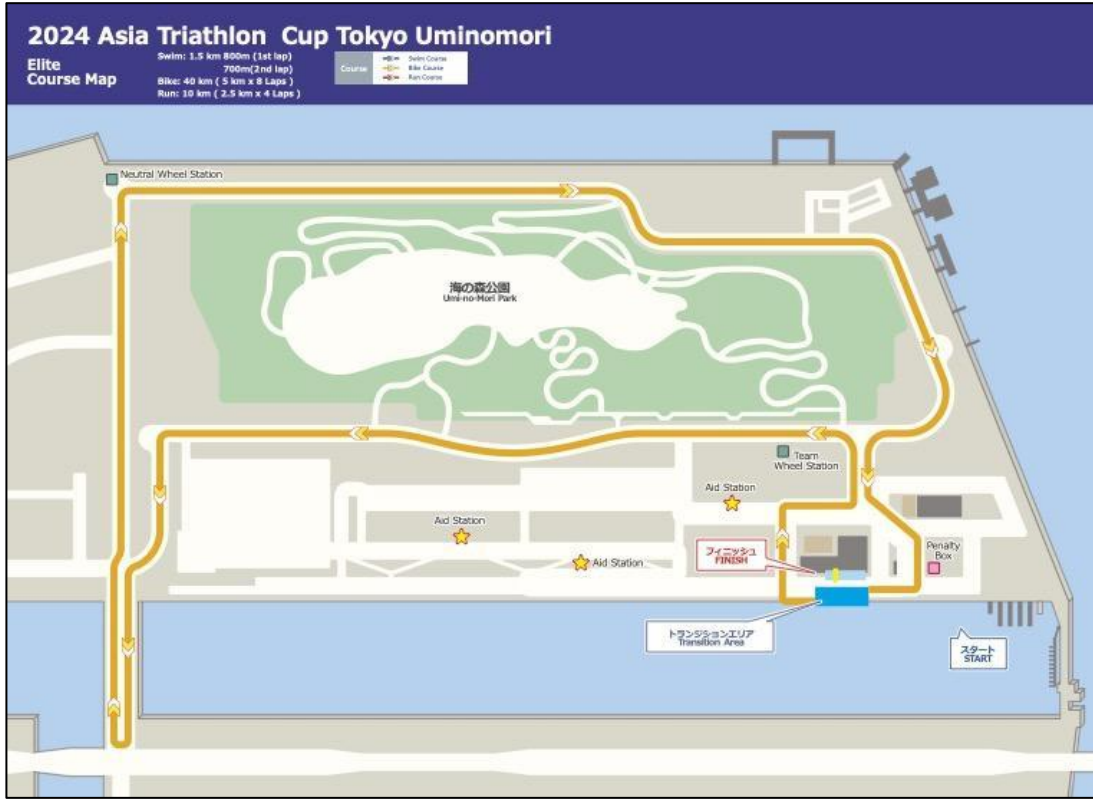 2024 Asia Triathlon Cup Tokyo Uminomori
Elite
Course Map
Swim: 1.5 km 800m (1st lap)
700m(2nd lap)
Bike: 40 km ( 5 km x 8 Laps )
Run: 10 km ( 2.5 km x 4 Laps )
Course
Swim Course
Bike Course
Run Course
Neutral Wheel Station
海の森公園
Umi-no-Mori Park
Team
Wheel Station
Aid Station
Aid Station
Aid Station
フィニッシュ
FINISH
Penalty
Box
トランジションエリア
Transition Area
スタート
START